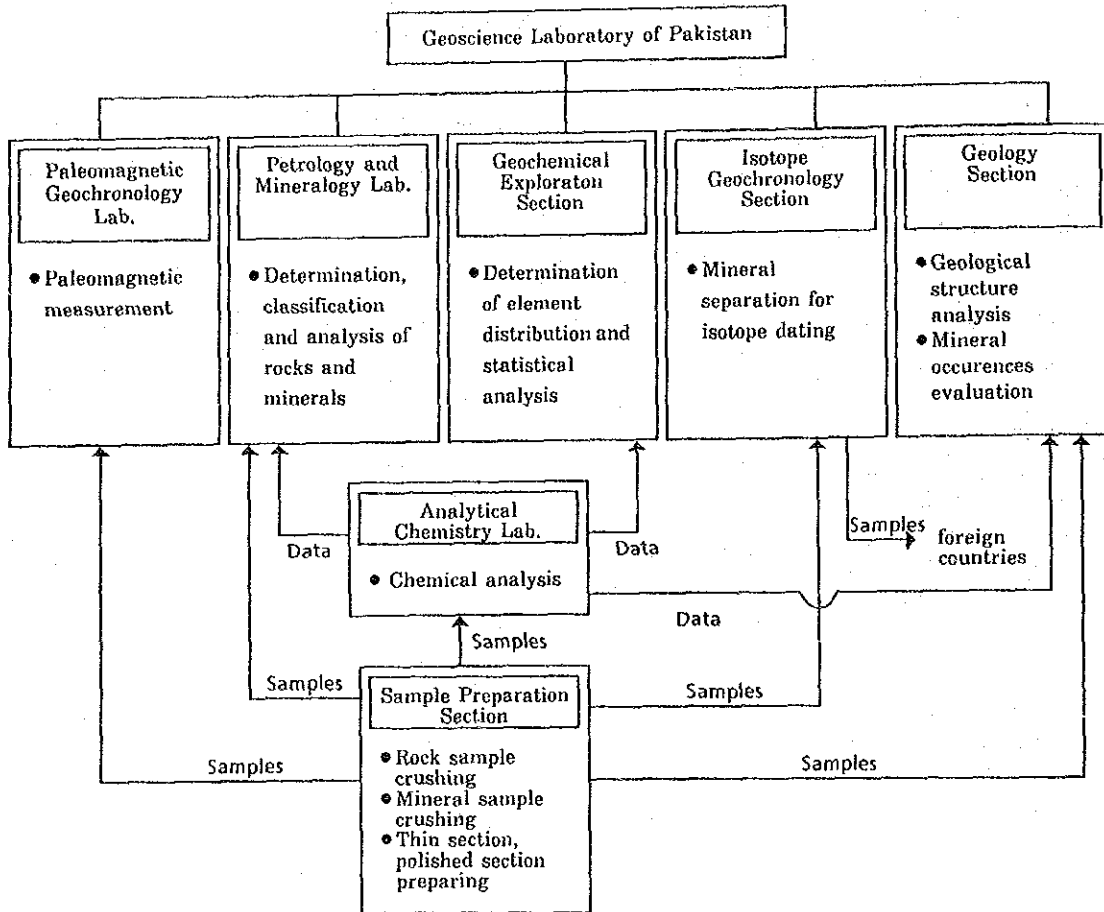 Geoscience Laboratory of Pakistan
Paleomagnetic
Geochronology
Lab.
• Paleomagnetic
measurement
Petrology and
Mineralogy Lab.
• Determination,
classification
and analysis of
rocks and
minerals
Geochemical
Exploraton
Section
• Determination
of element
distribution and
statistical
analysis
Isotope
Geochronology
Section
• Mineral
separation for
isotope dating
Geology
Section
• Geological
structure
analysis
• Mineral
occurences
evaluation
Analytical
Chemistry Lab.
• Chemical analysis
Data
Data
Samples
foreign
countries
Data
Samples
Samples
Samples
Sample Preparation
Section
• Rock sample
crushing
• Mineral sample
crushing
• Thin section,
polished section
preparing
Samples
Samples